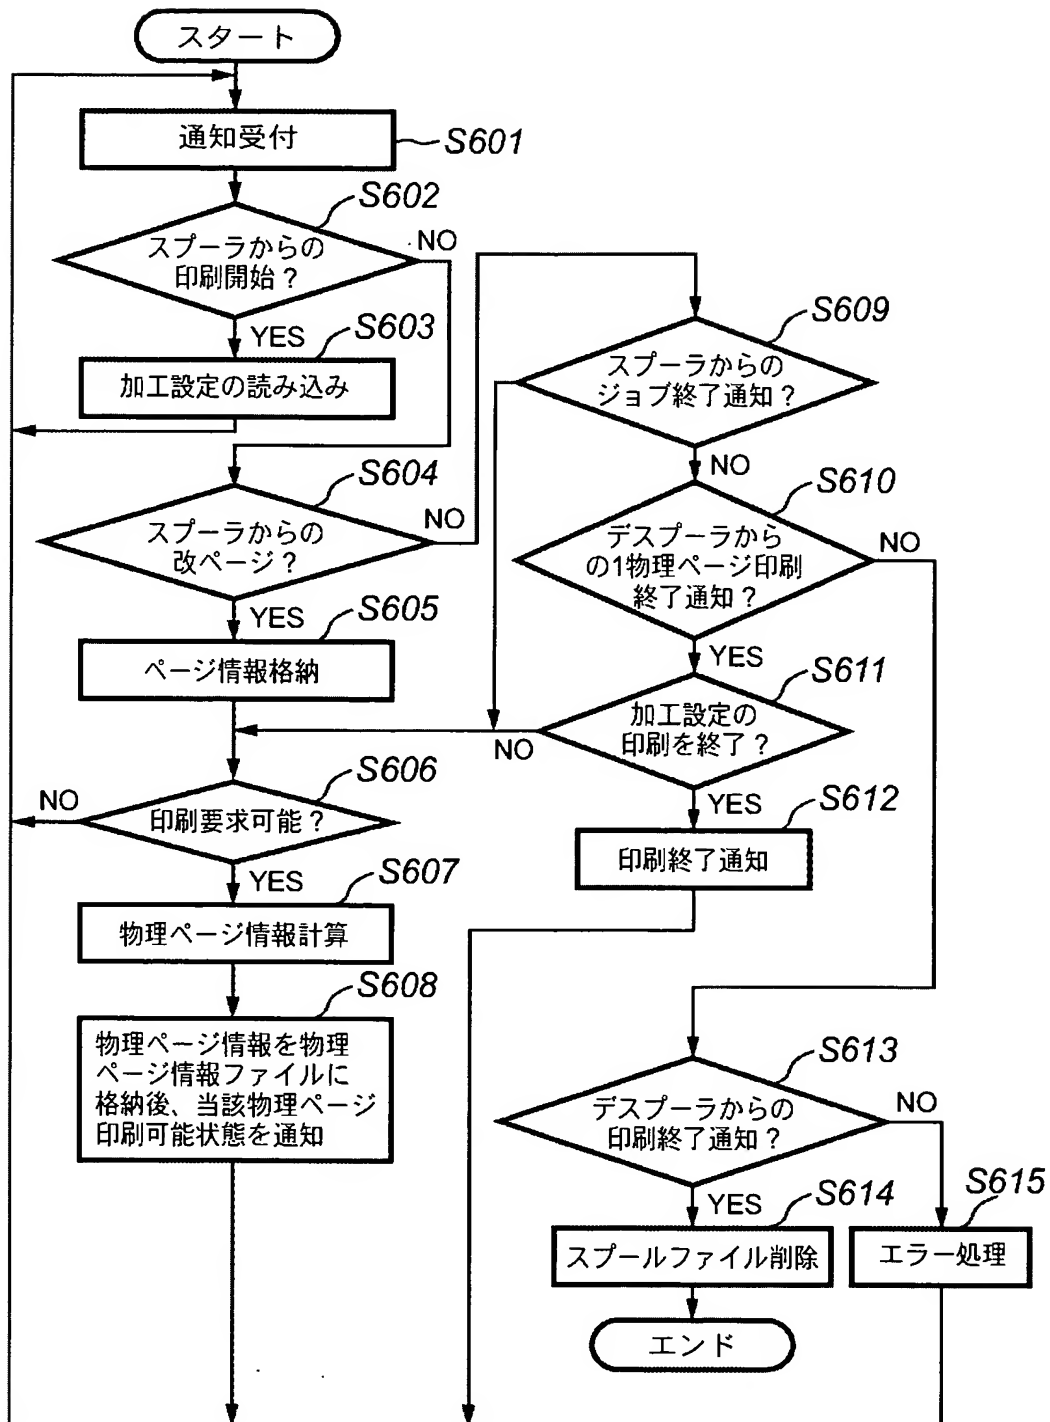 スタート
通知受付
S601
S602
スプーラからの
印刷開始?
NO
YES
S603
加工設定の読み込み
S604
スプーラからの
改ページ?
NO
YES
S605
ページ情報格納
S606
NO
印刷要求可能?
YES
S607
物理ページ情報計算
S608
物理ページ情報を物理
ページ情報ファイルに
格納後、当該物理ページ
印刷可能状態を通知
S609
スプーラからの
ジョブ終了通知?
NO
S610
デスプーラから
の1物理ページ印刷
終了通知?
NO
YES
S611
加工設定の
印刷を終了?
NO
YES
S612
印刷終了通知
S613
デスプーラからの
印刷終了通知?
NO
YES
S614
スプールファイル削除
S615
エラー処理
エンド